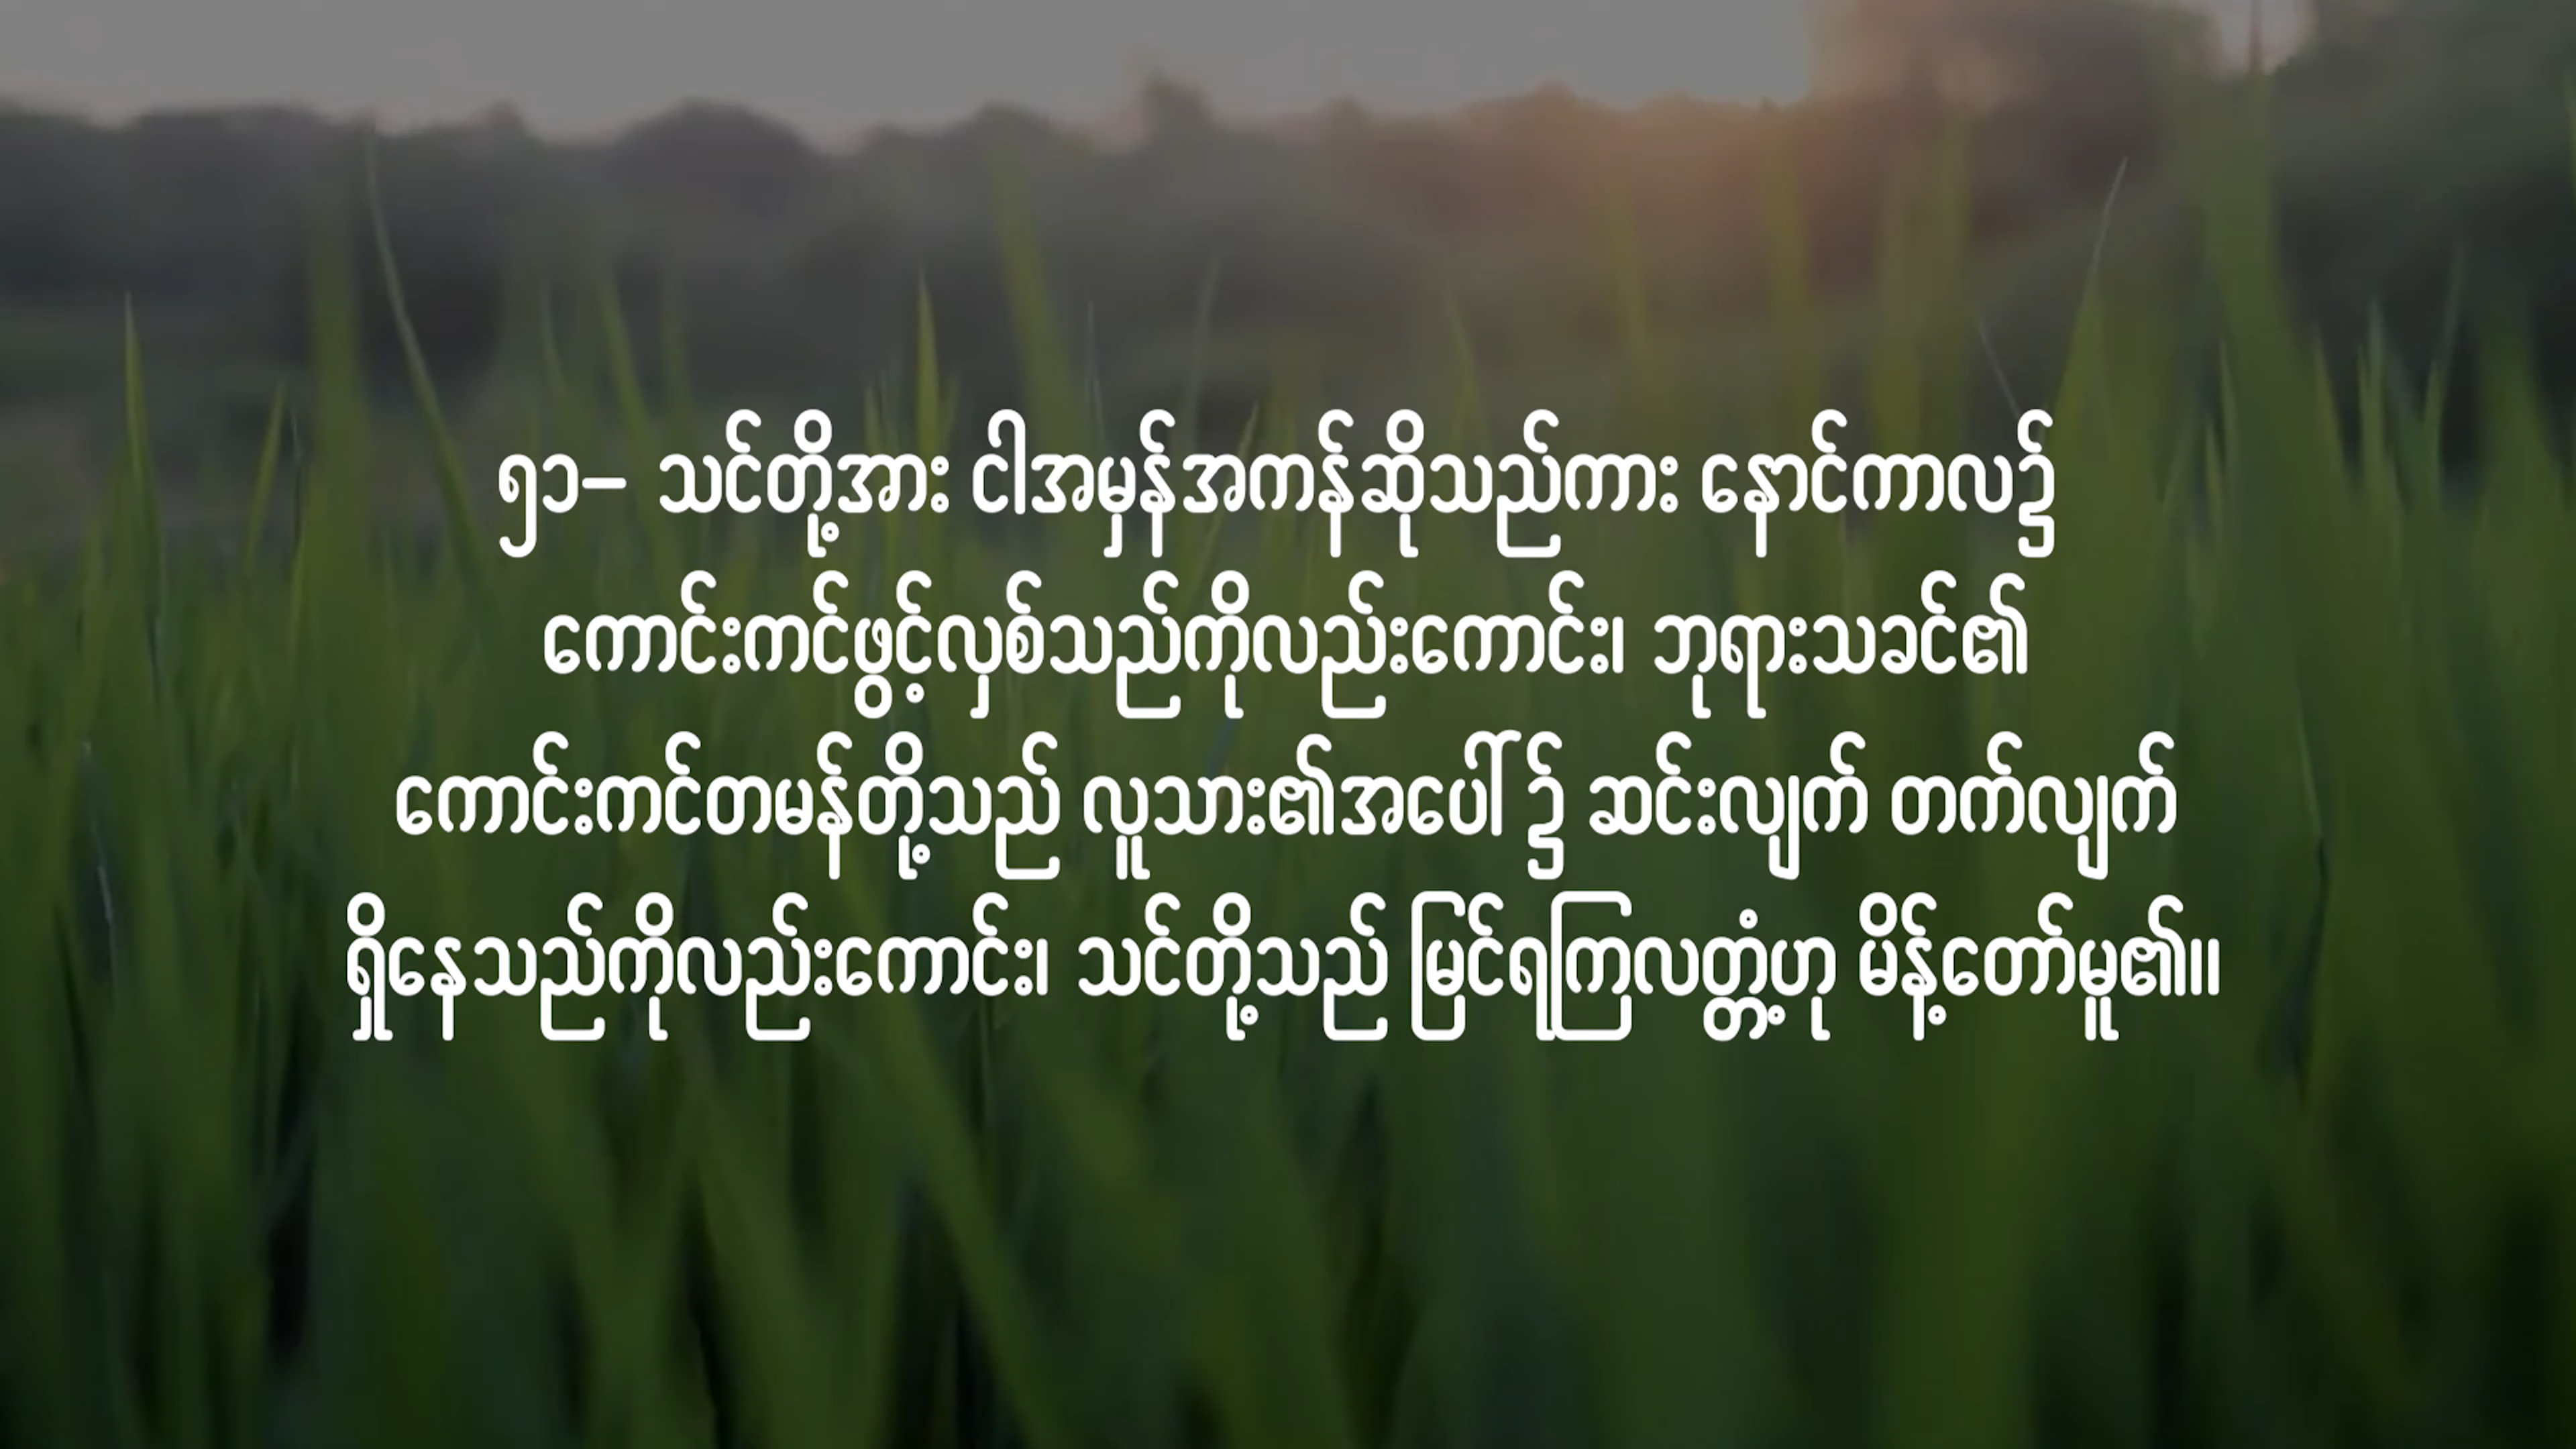 ၅၁– သင်တို့အား ငါအမှန်အကန်ဆိုသည်ကား နောင်ကာလ၌
ကောင်းကင်ဖွင့်လှစ်သည်ကိုလည်းကောင်း၊ ဘုရားသခင်၏
ကောင်းကင်တမန်တို့သည် လူသား၏အပေါ်၌ ဆင်းလျက် တက်လျက်
ရှိနေသည်ကိုလည်းကောင်း၊ သင်တို့သည် မြင်ရကြလတ္တံ့ဟု မိန့်တော်မူ၏။